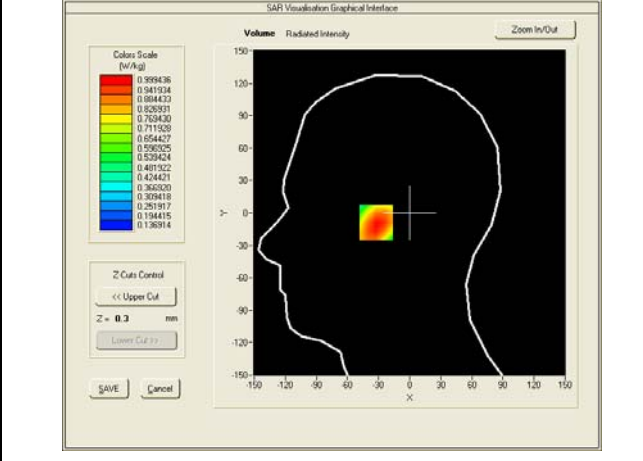 SAR Visualisation Graphical Interface
Volume Radiated Intensity
Zoom In/Out
Colors Scale
(W/kg)
0.999436
0.941934
0.884433
0.826931
0.769430
0.711928
0.654427
0.596925
0.539424
0.481922
0.424421
0.366920
0.309418
0.251917
0.194415
0.136914
Z Cuts Control
<< Upper Cut
Z = 0.3 mm
Lower Cut >>
SAVE Cancel
150
120
90
60
30
Y 0
-30
-60
-90
-120
-150
-150 -120 -90 -60 -30 0 30 60 90 120 150
X